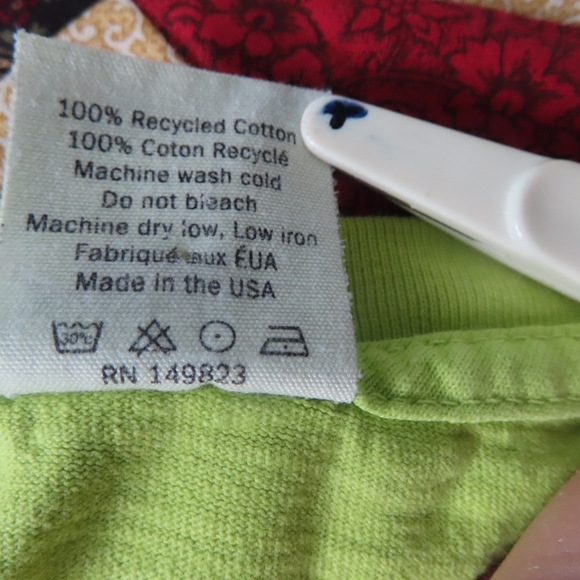 100% Recycled Cotton
100% Coton Recyclé
Machine wash cold
Do not bleach
Machine dry low, Low iron
Fabriqué aux ÉUA
Made in the USA
30°c
RN 149823